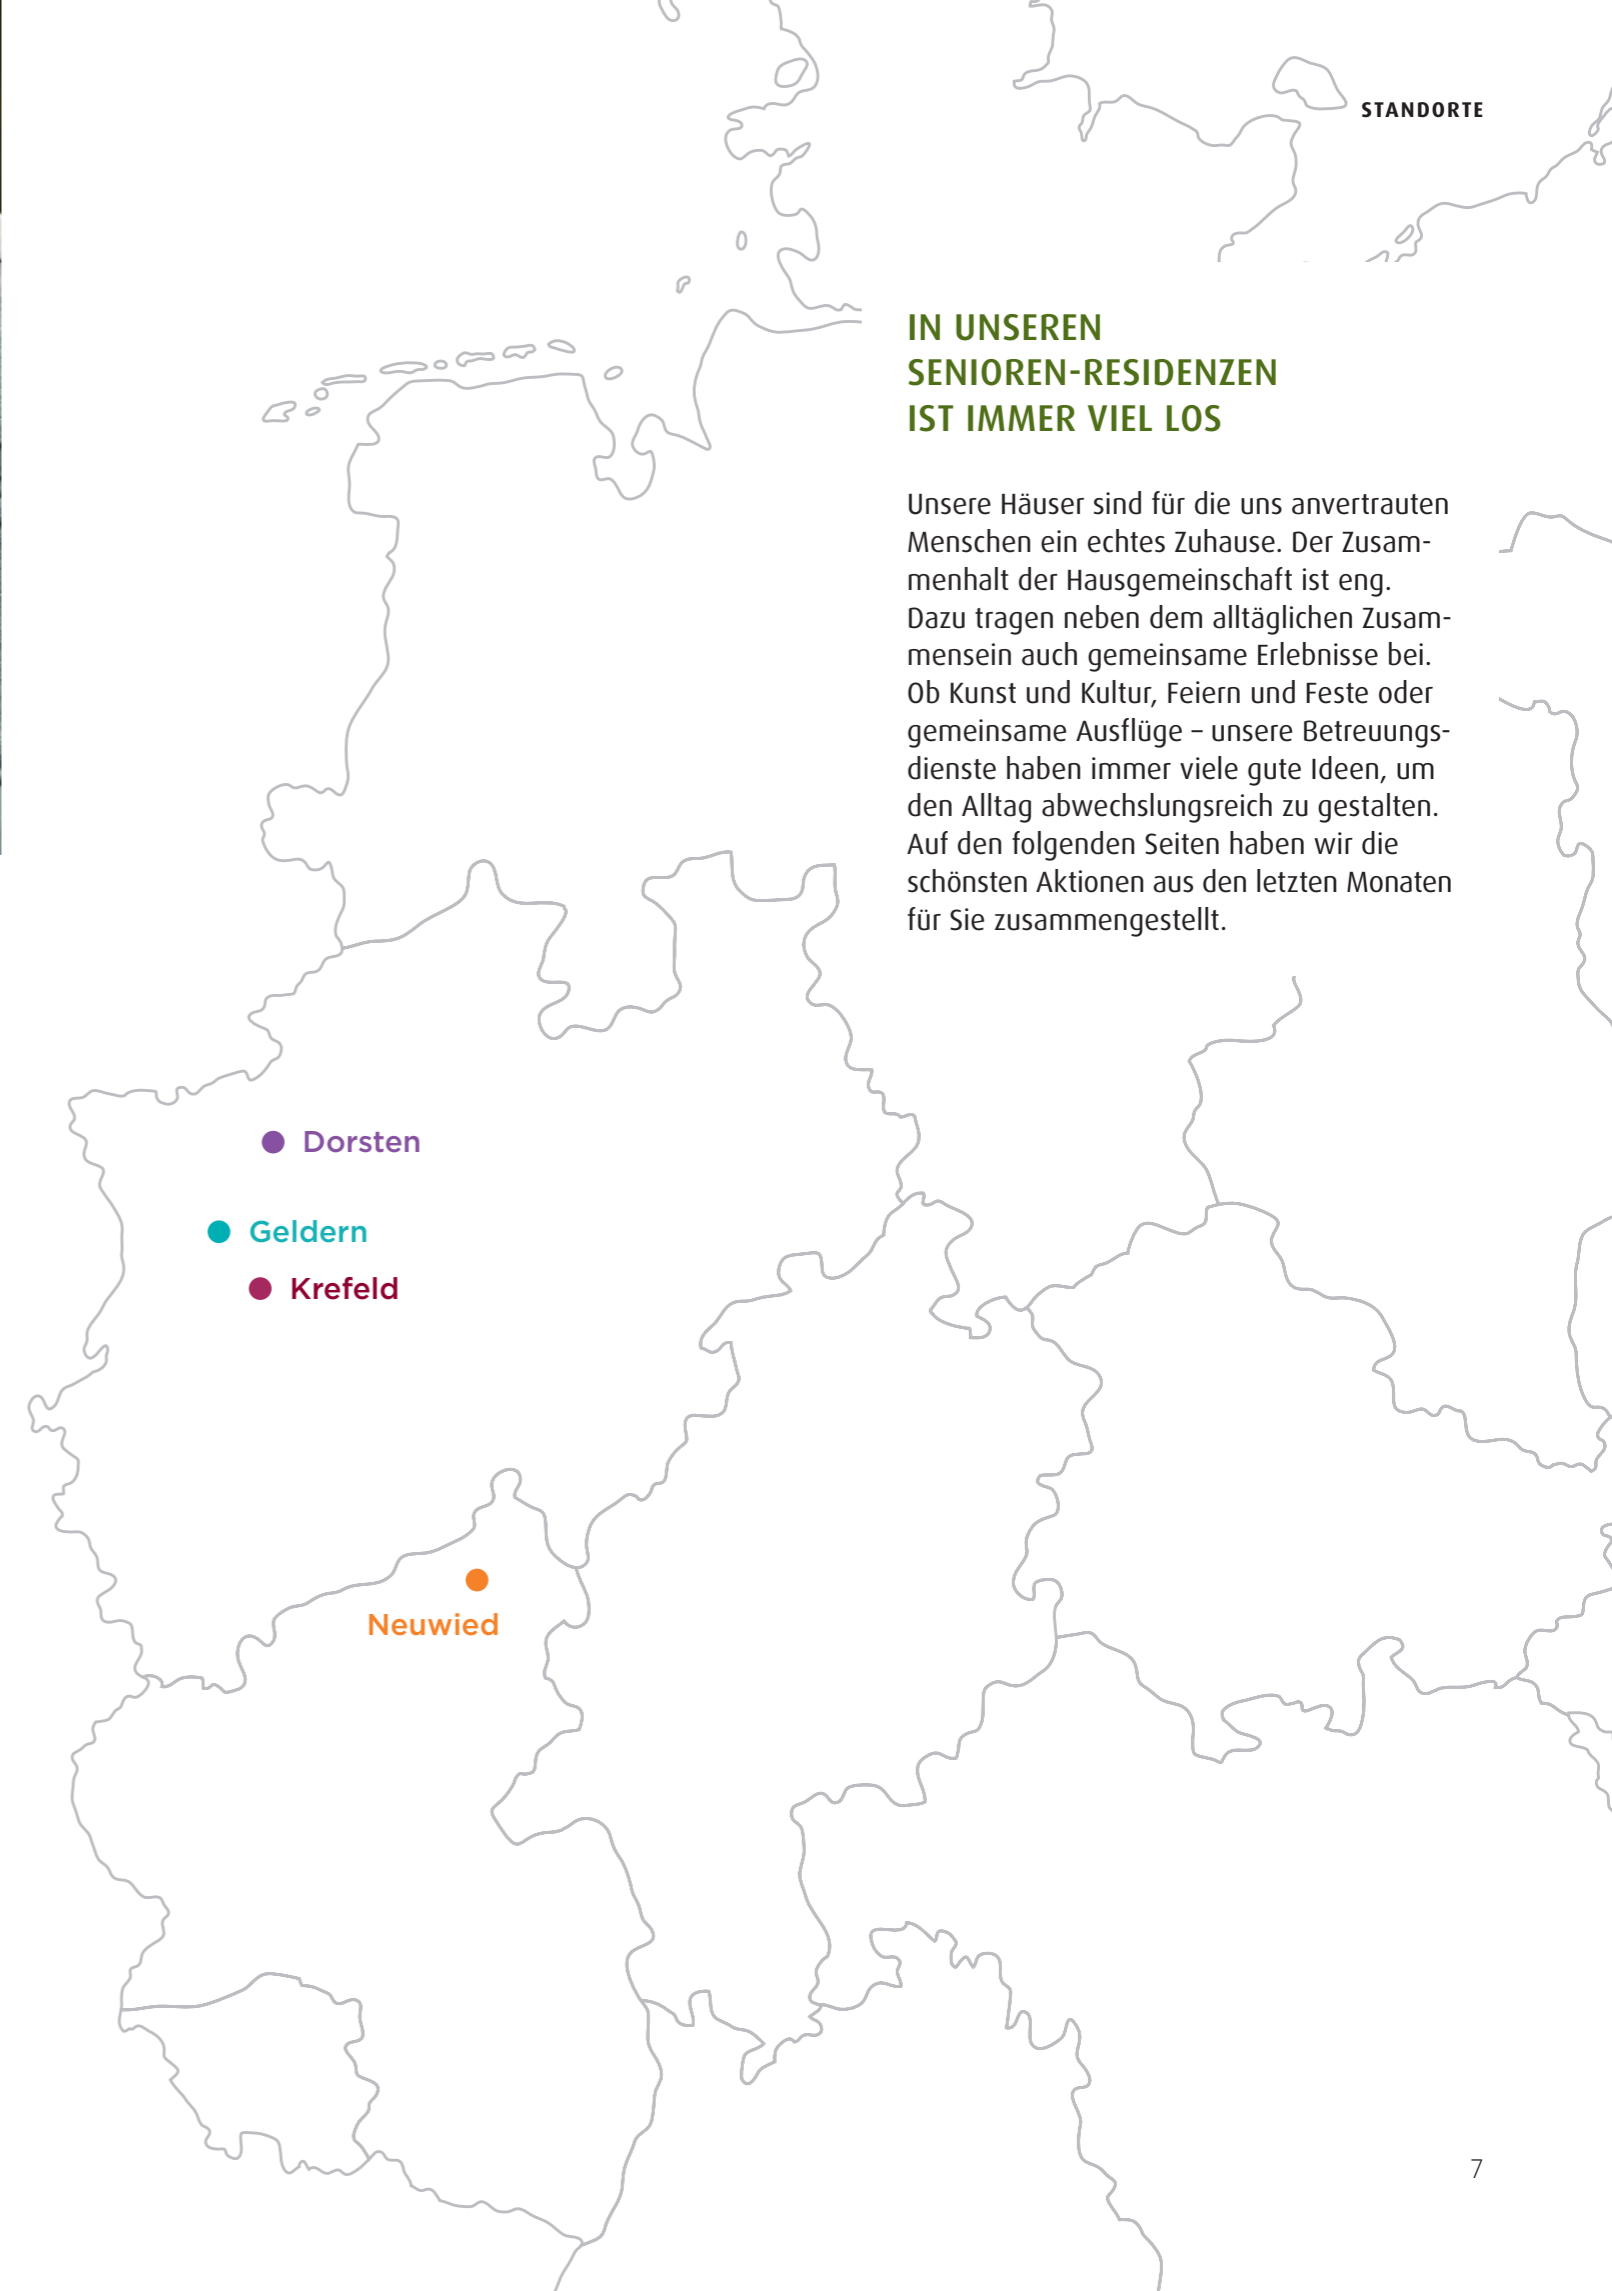 STANDORTE
IN UNSEREN
SENIOREN-RESIDENZEN
IST IMMER VIEL LOS
Unsere Häuser sind für die uns anvertrauten
Menschen ein echtes Zuhause. Der Zusam-
menhalt der Hausgemeinschaft ist eng.
Dazu tragen neben dem alltäglichen Zusam-
mensein auch gemeinsame Erlebnisse bei.
Ob Kunst und Kultur, Feiern und Feste oder
gemeinsame Ausflüge – unsere Betreuungs-
dienste haben immer viele gute Ideen, um
den Alltag abwechslungsreich zu gestalten.
Auf den folgenden Seiten haben wir die
schönsten Aktionen aus den letzten Monaten
für Sie zusammengestellt.
Dorsten
Geldern
Krefeld
Neuwied
7